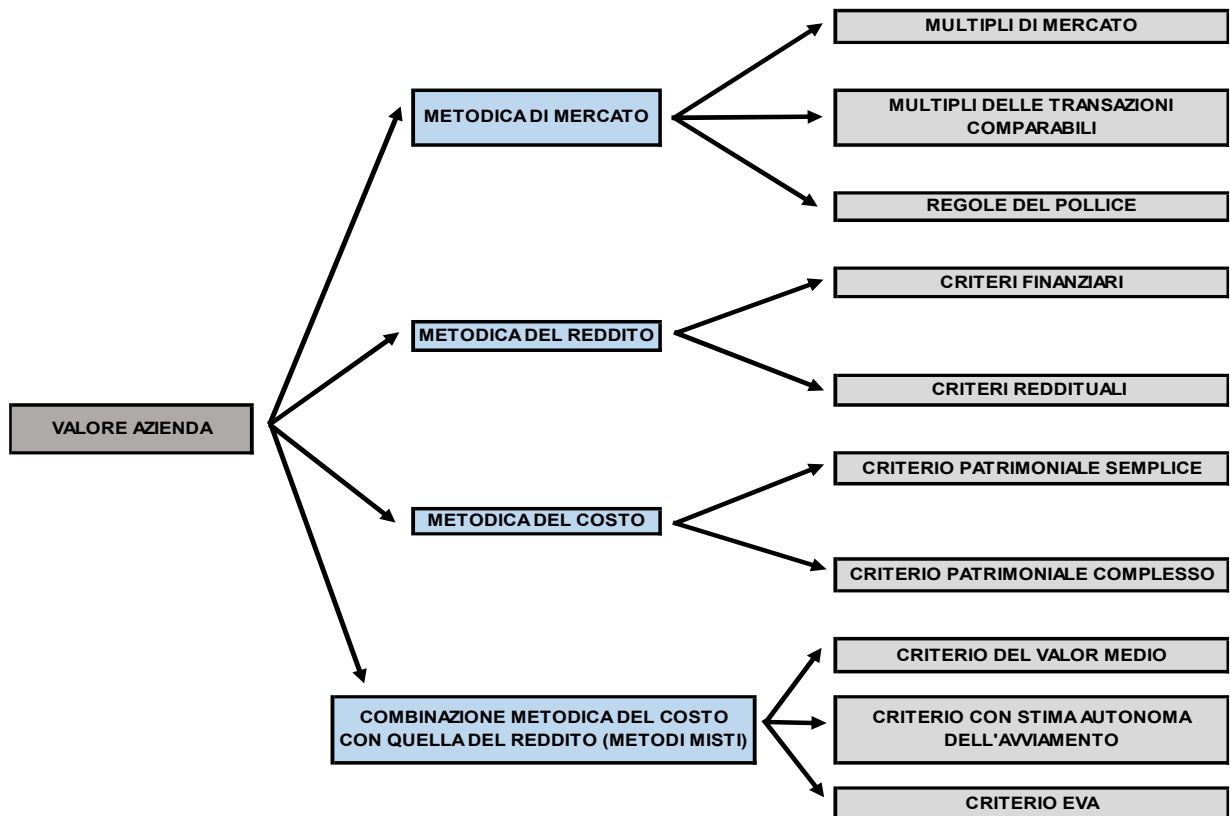 MULTIPLI DI MERCATO
METODICA DI MERCATO
MULTIPLI DELLE TRANSAZIONI
COMPARABILI
REGOLE DEL POLLICE
CRITERI FINANZIARI
METODICA DEL REDDITO
CRITERI REDDITUALI
VALORE AZIENDA
CRITERIO PATRIMONIALE SEMPLICE
METODICA DEL COSTO
CRITERIO PATRIMONIALE COMPLESSO
CRITERIO DEL VALOR MEDIO
COMBINAZIONE METODICA DEL COSTO
CON QUELLA DEL REDDITO (METODI MISTI)
CRITERIO CON STIMA AUTONOMA
DELL'AVVIAMENTO
CRITERIO EVA